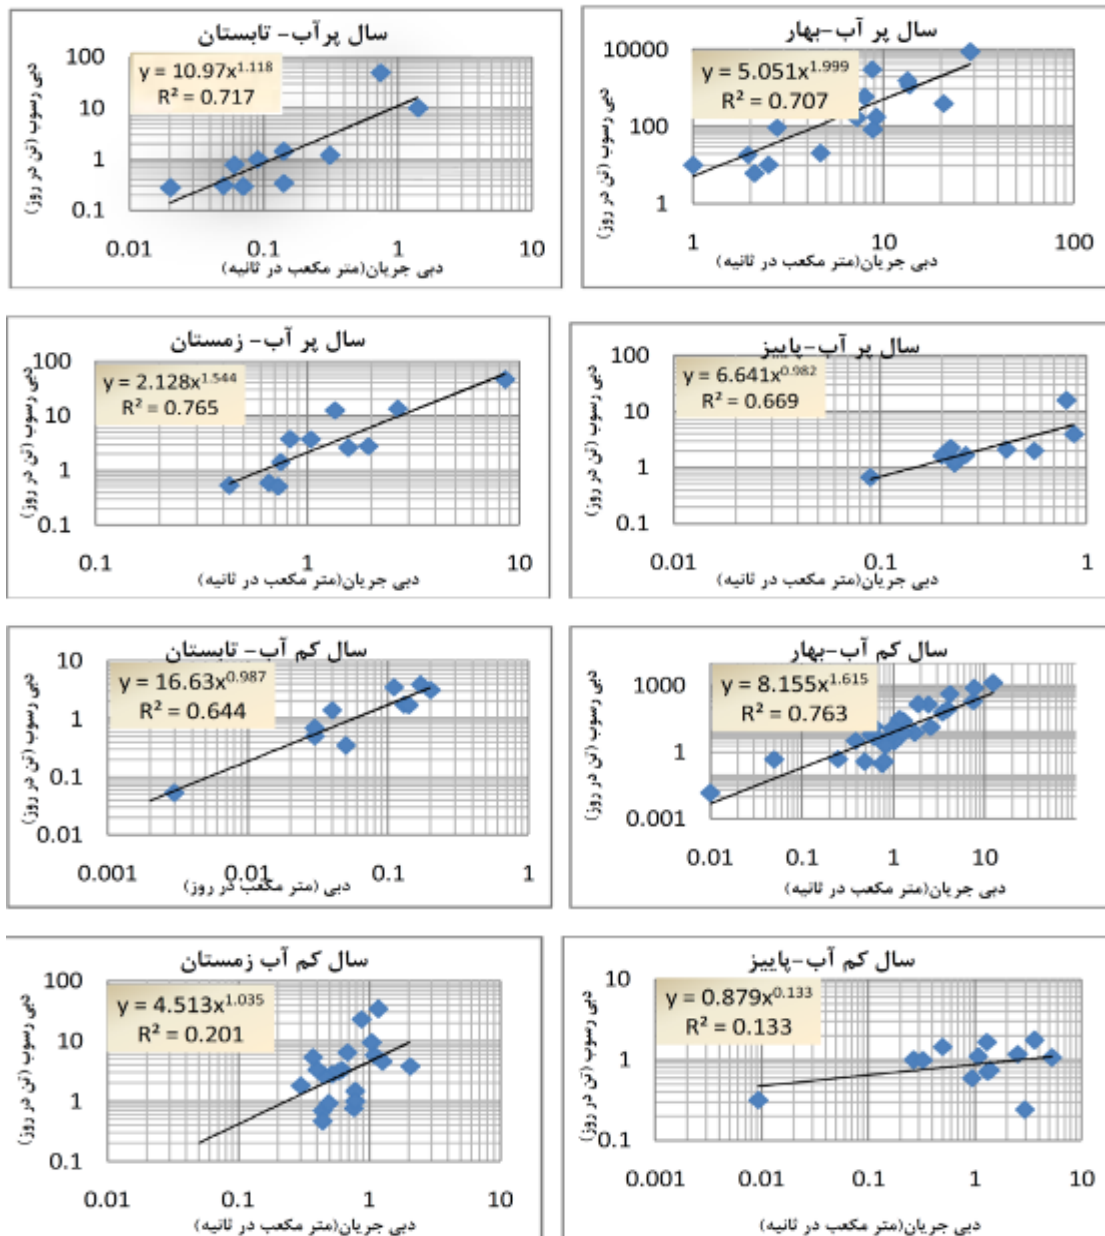 سال پر آب-بهار
y = 5.051x^1.999
R² = 0.707
دبی رسوب (تن در روز)
10000
100
1
1
10
100
دبی جریان(متر مکعب در ثانیه)
سال پرآب- تابستان
y = 10.97x^1.118
R² = 0.717
دبی رسوب (تن در روز)
100
10
1
0.1
0.01
0.1
1
10
دبی جریان(متر مکعب در ثانیه)
سال پر آب-پاییز
y = 6.641x^0.982
R² = 0.669
دبی رسوب (تن در روز)
100
10
1
0.1
0.01
0.1
1
دبی جریان(متر مکعب در ثانیه)
سال پر آب- زمستان
y = 2.128x^1.544
R² = 0.765
دبی رسوب (تن در روز)
100
10
1
0.1
0.1
1
10
دبی جریان(متر مکعب در ثانیه)
سال کم آب-بهار
y = 8.155x^1.615
R² = 0.763
دبی رسوب (تن در روز)
1000
1
0.001
0.01
0.1
1
10
دبی جریان(متر مکعب در ثانیه)
سال کم آب- تابستان
y = 16.63x^0.987
R² = 0.644
دبی رسوب (تن در روز)
10
1
0.1
0.01
0.001
0.01
0.1
1
دبی (متر مکعب در روز)
سال کم آب-پاییز
y = 0.879x^0.133
R² = 0.133
دبی رسوب (تن در روز)
10
1
0.1
0.001
0.01
0.1
1
10
دبی جریان(متر مکعب در ثانیه)
سال کم آب زمستان
y = 4.513x^1.035
R² = 0.201
دبی رسوب (تن در روز)
100
10
1
0.1
0.01
0.1
1
10
دبی جریان(متر مکعب در ثانیه)